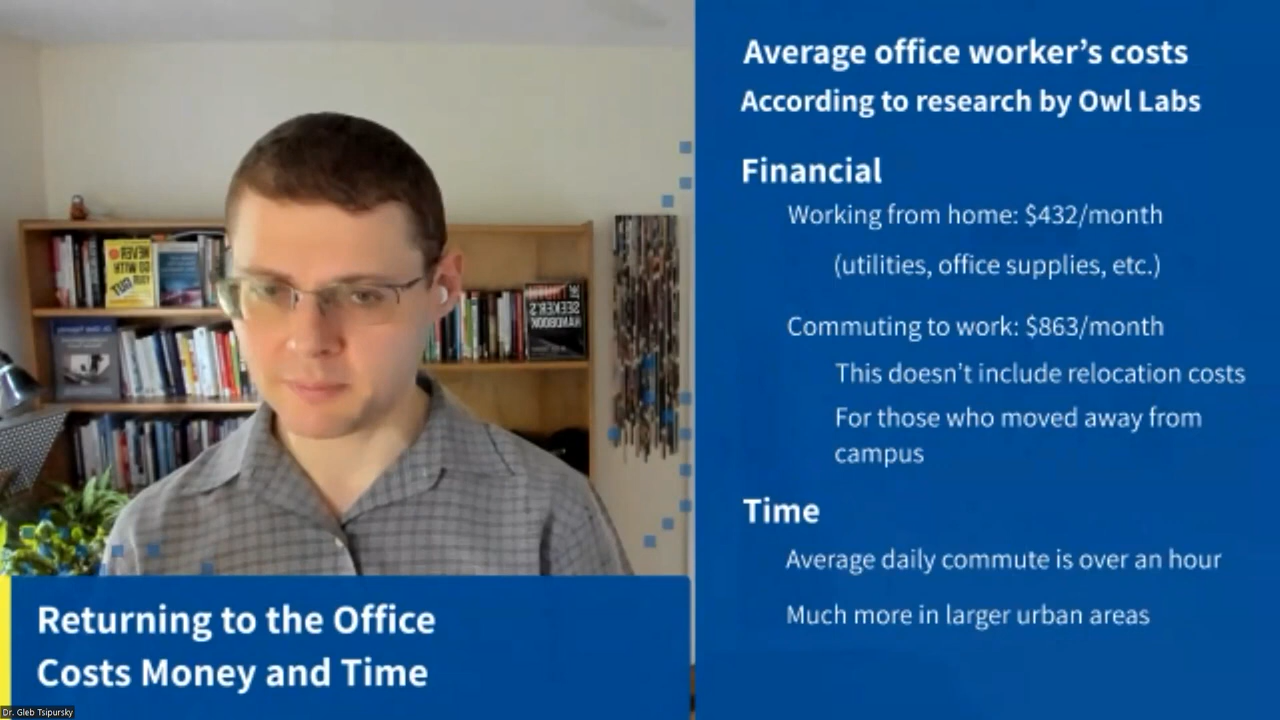 Average office worker’s costs
According to research by Owl Labs
Financial
Working from home: $432/month
(utilities, office supplies, etc.)
Commuting to work: $863/month
This doesn’t include relocation costs
For those who moved away from
campus
Time
Average daily commute is over an hour
Much more in larger urban areas
NEVER
GO WITH
YOUR
GUT
SEEKER'S
HANDBOOK
Returning to the Office
Costs Money and Time
Dr. Gleb Tsipursky